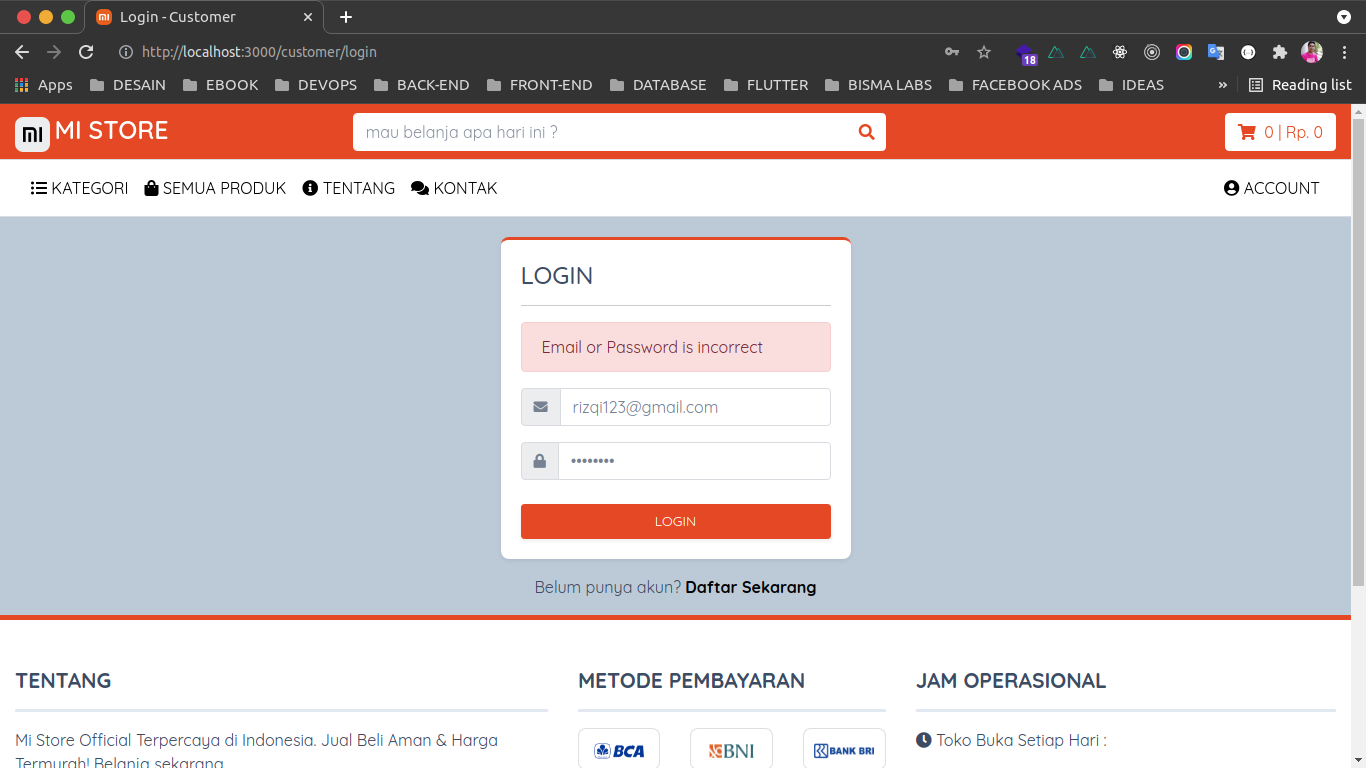 Login - Customer
http://localhost:3000/customer/login
18
Apps DESAIN EBOOK DEVOPS BACK-END FRONT-END DATABASE FLUTTER BISMA LABS FACEBOOK ADS IDEAS » Reading list
MI STORE
mau belanja apa hari ini ?
0 | Rp. 0
KATEGORI SEMUA PRODUK TENTANG KONTAK ACCOUNT
LOGIN
Email or Password is incorrect
rizqi123@gmail.com
••••••••
LOGIN
Belum punya akun? Daftar Sekarang
TENTANG
Mi Store Official Terpercaya di Indonesia. Jual Beli Aman & Harga
Termurah! Belanja sekarang
METODE PEMBAYARAN
BCA BNI BANK BRI
JAM OPERASIONAL
Toko Buka Setiap Hari :